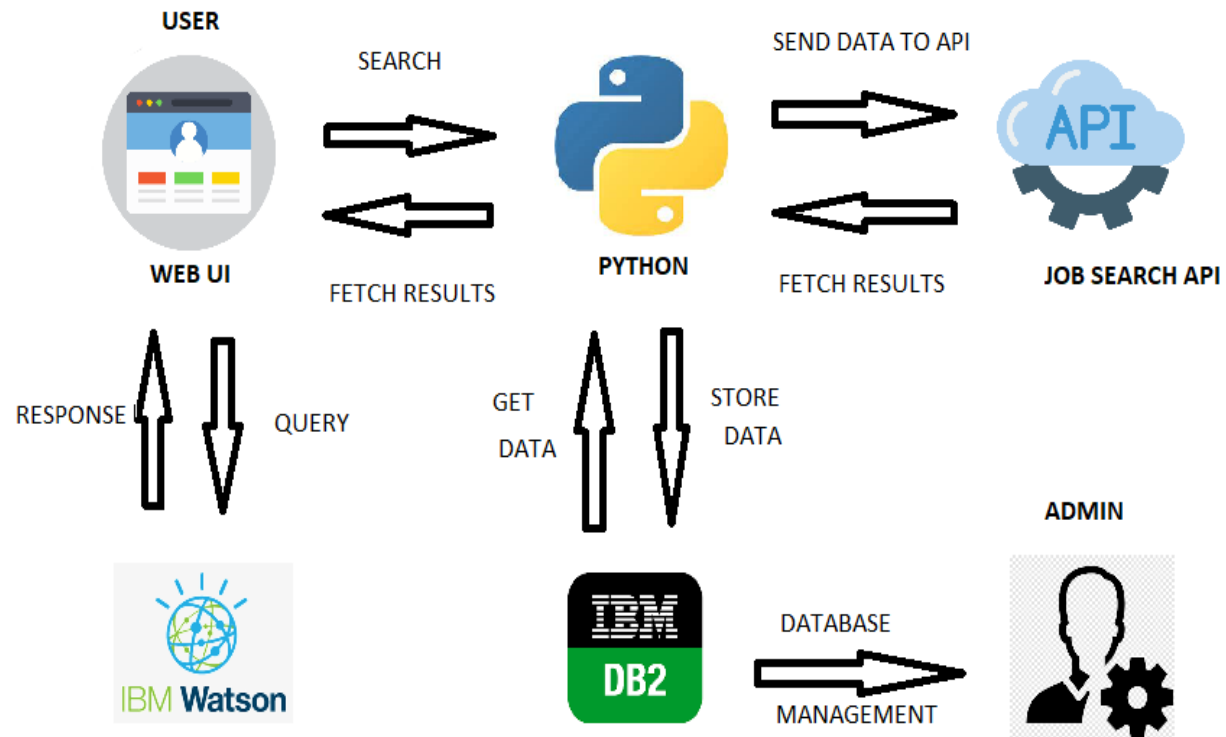 USER
SEARCH
SEND DATA TO API
API
WEB UI
FETCH RESULTS
PYTHON
FETCH RESULTS
JOB SEARCH API
RESPONSE
QUERY
GET
DATA
STORE
DATA
ADMIN
IBM Watson
IBM
DB2
DATABASE
MANAGEMENT